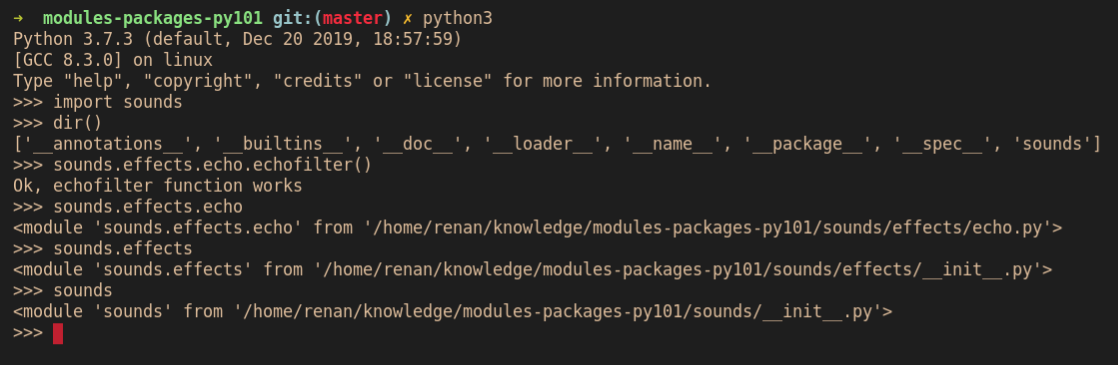 → modules-packages-py101 git:(master) ✗ python3
Python 3.7.3 (default, Dec 20 2019, 18:57:59)
[GCC 8.3.0] on linux
Type "help", "copyright", "credits" or "license" for more information.
>>> import sounds
>>> dir()
['__annotations__', '__builtins__', '__doc__', '__loader__', '__name__', '__package__', '__spec__', 'sounds']
>>> sounds.effects.echo.echofilter()
Ok, echofilter function works
>>> sounds.effects.echo
<module 'sounds.effects.echo' from '/home/renan/knowledge/modules-packages-py101/sounds/effects/echo.py'>
>>> sounds.effects
<module 'sounds.effects' from '/home/renan/knowledge/modules-packages-py101/sounds/effects/__init__.py'>
>>> sounds
<module 'sounds' from '/home/renan/knowledge/modules-packages-py101/sounds/__init__.py'>
>>>